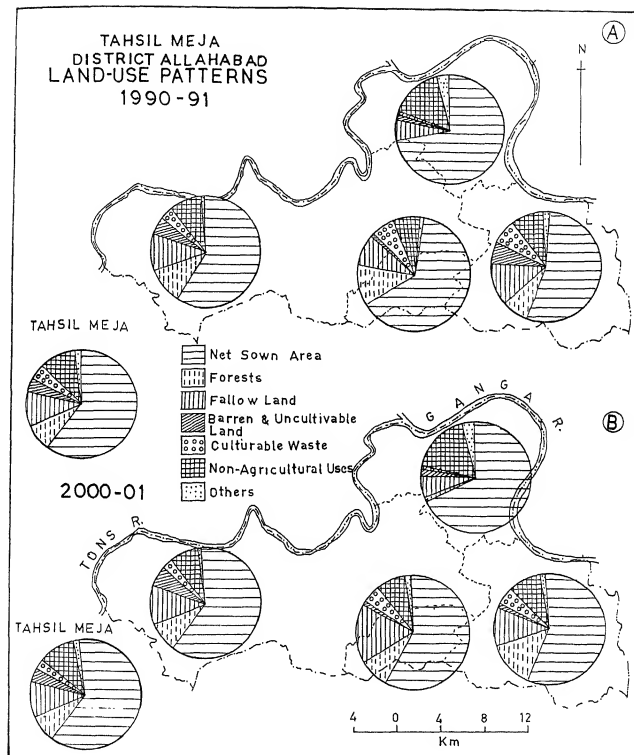 TAHSIL MEJA
DISTRICT ALLAHABAD
LAND-USE PATTERNS
1990-91
A
N
TAHSIL MEJA
Net Sown Area
Forests
Fallow Land
Barren & Uncultivable
Land
Culturable Waste
Non-Agricultural Uses
Others
GANGA R.
B
2000-01
TONS R.
TAHSIL MEJA
4 0 4 8 12
Km